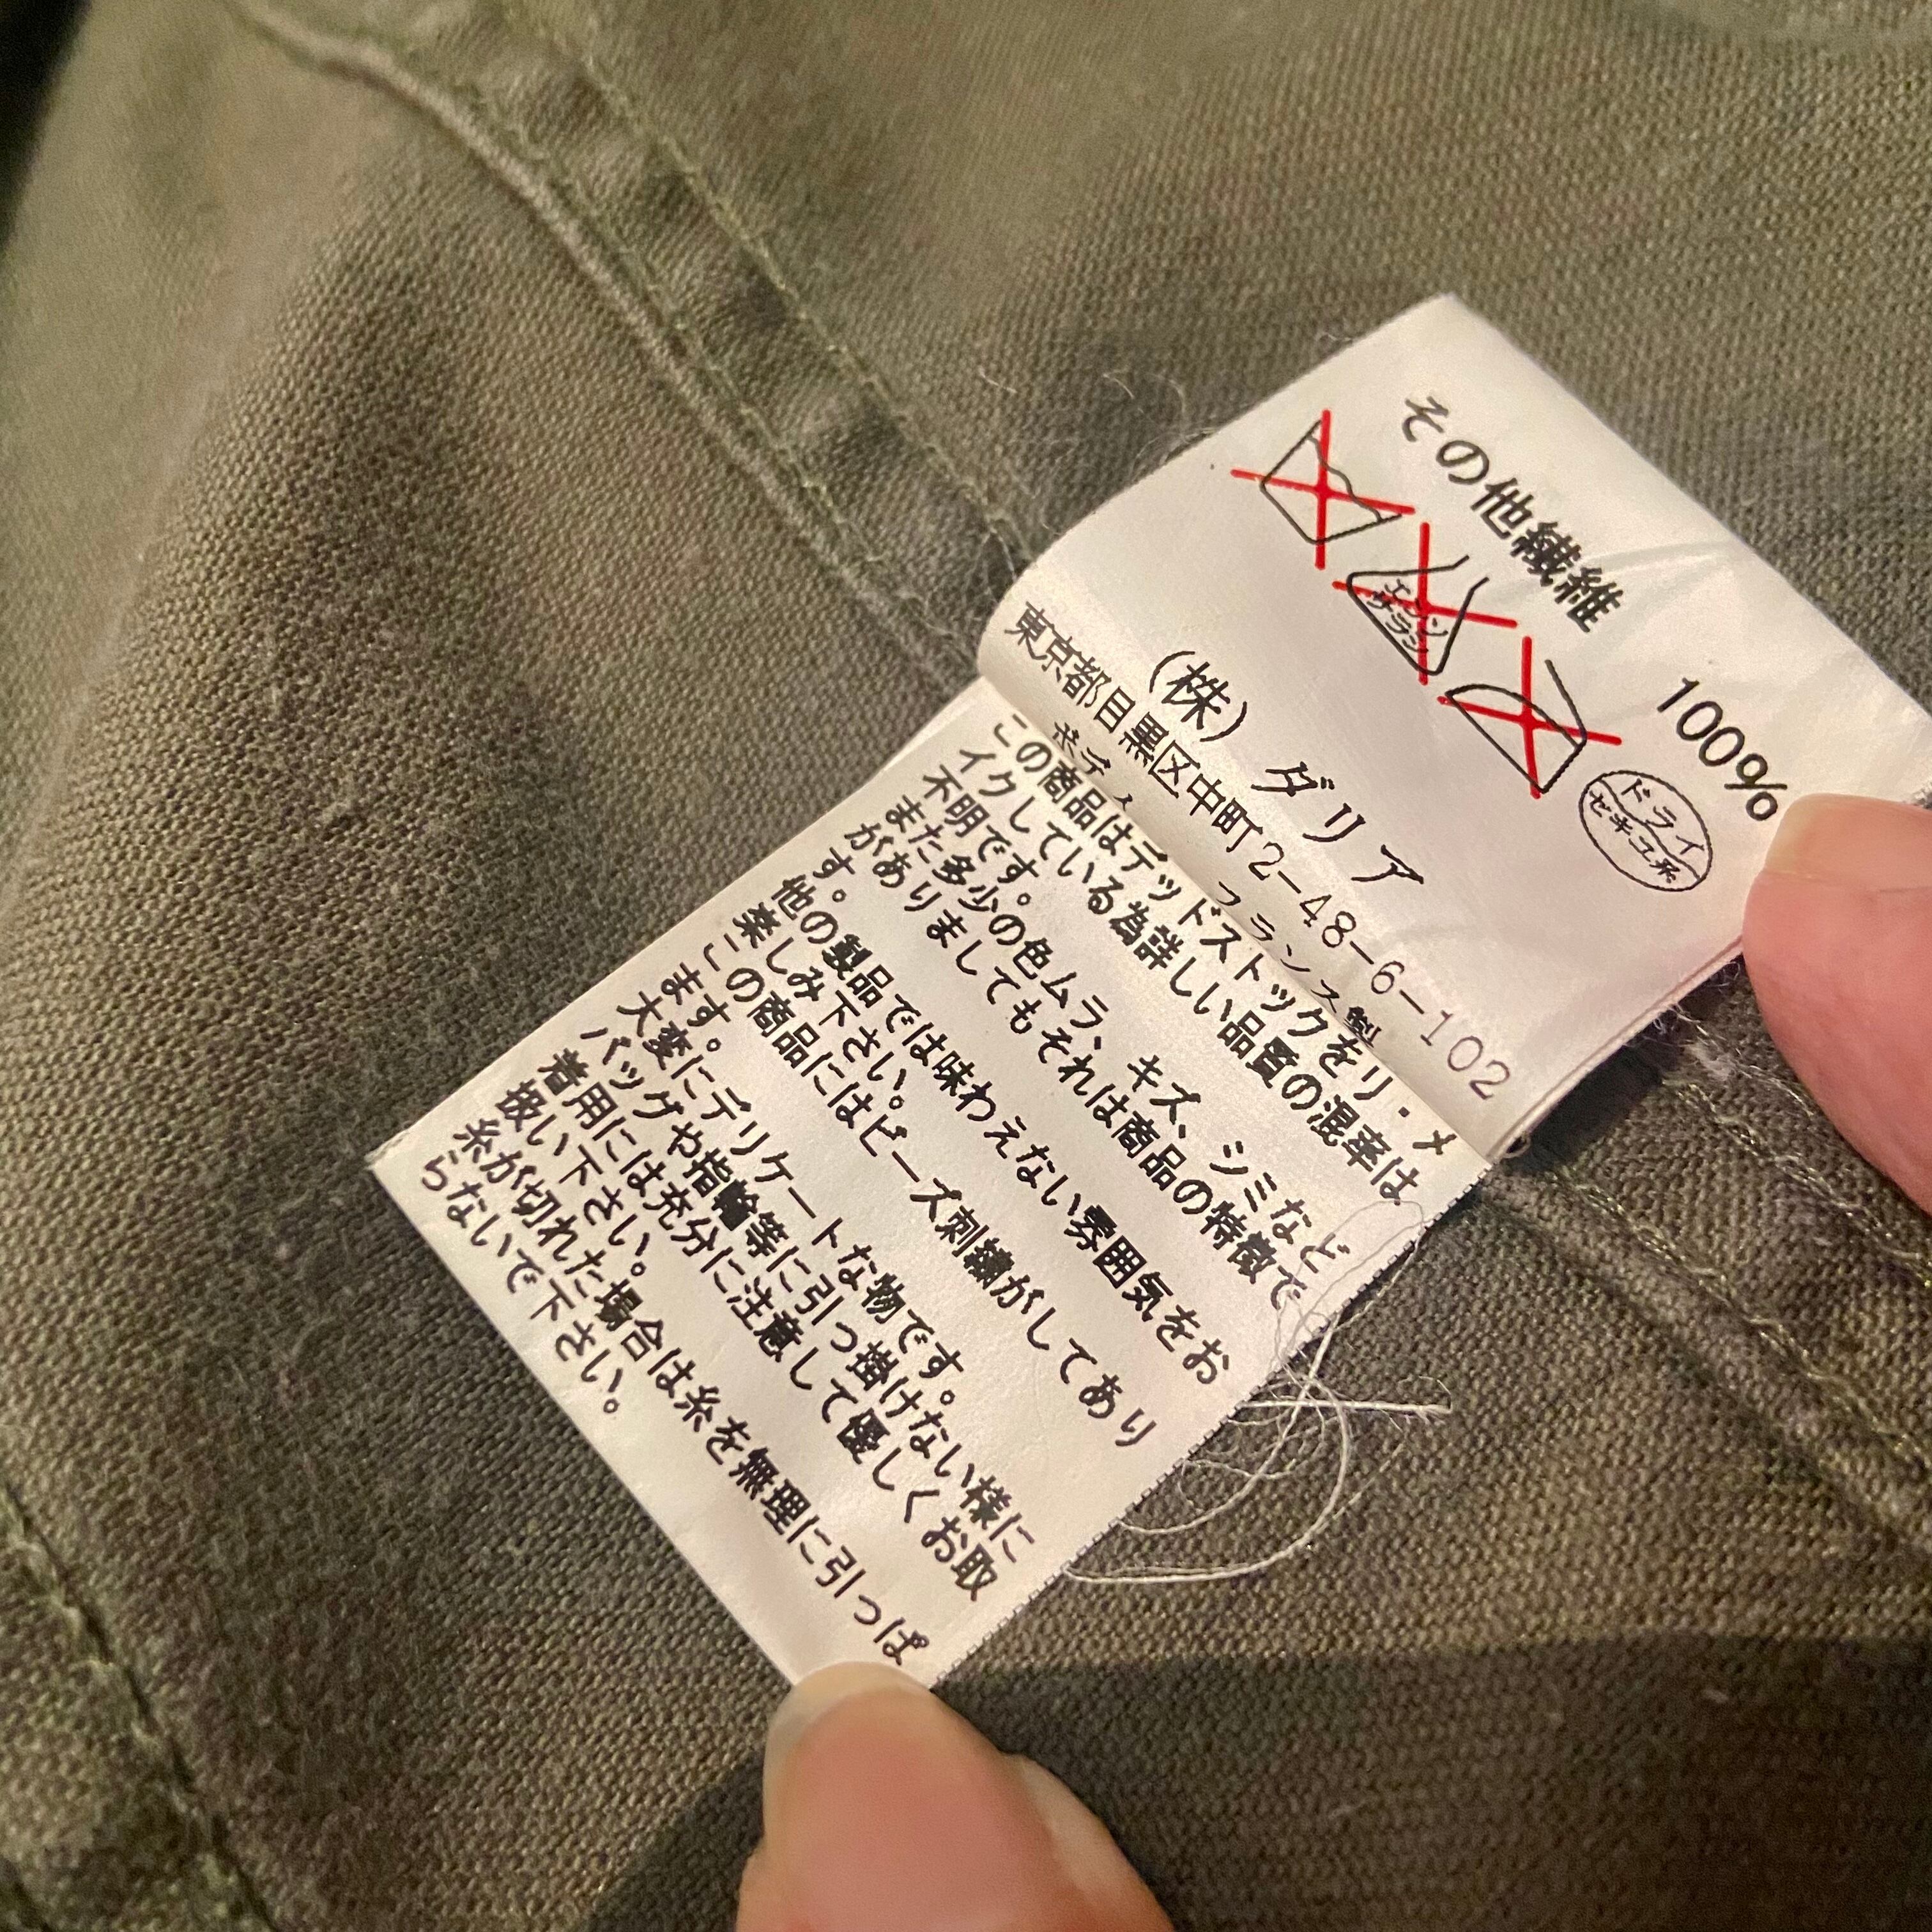 その他繊維 100%
エンソ
サラシ
ドライ
セキユ系
(株) ダリア
東京都目黒区中町2-48-6-102
ボディ フランス製
この商品はデッドストックをリ・メ
イクしている為詳しい品質の混率は
不明です。
また多少の色ムラ、キズ、シミなど
がありましてもそれは商品の特徴で
す。
他の製品では味わえない雰囲気をお
楽しみ下さい。
この商品にはビーズ刺繍がしてあり
ます。
大変にデリケートな物です。
バッグや指輪等に引っ掛けない様に
着用には充分に注意して優しくお取
扱い下さい。
糸が切れた場合は糸を無理に引っぱ
らないで下さい。